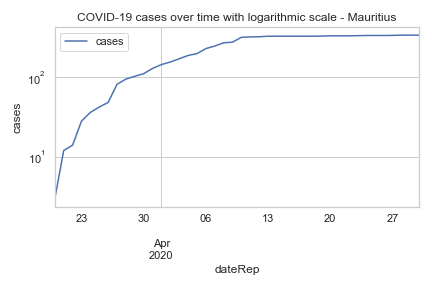 COVID-19 cases over time with logarithmic scale - Mauritius
cases
cases
10²
10¹
23 30 06 13 20 27
Apr
2020
dateRep